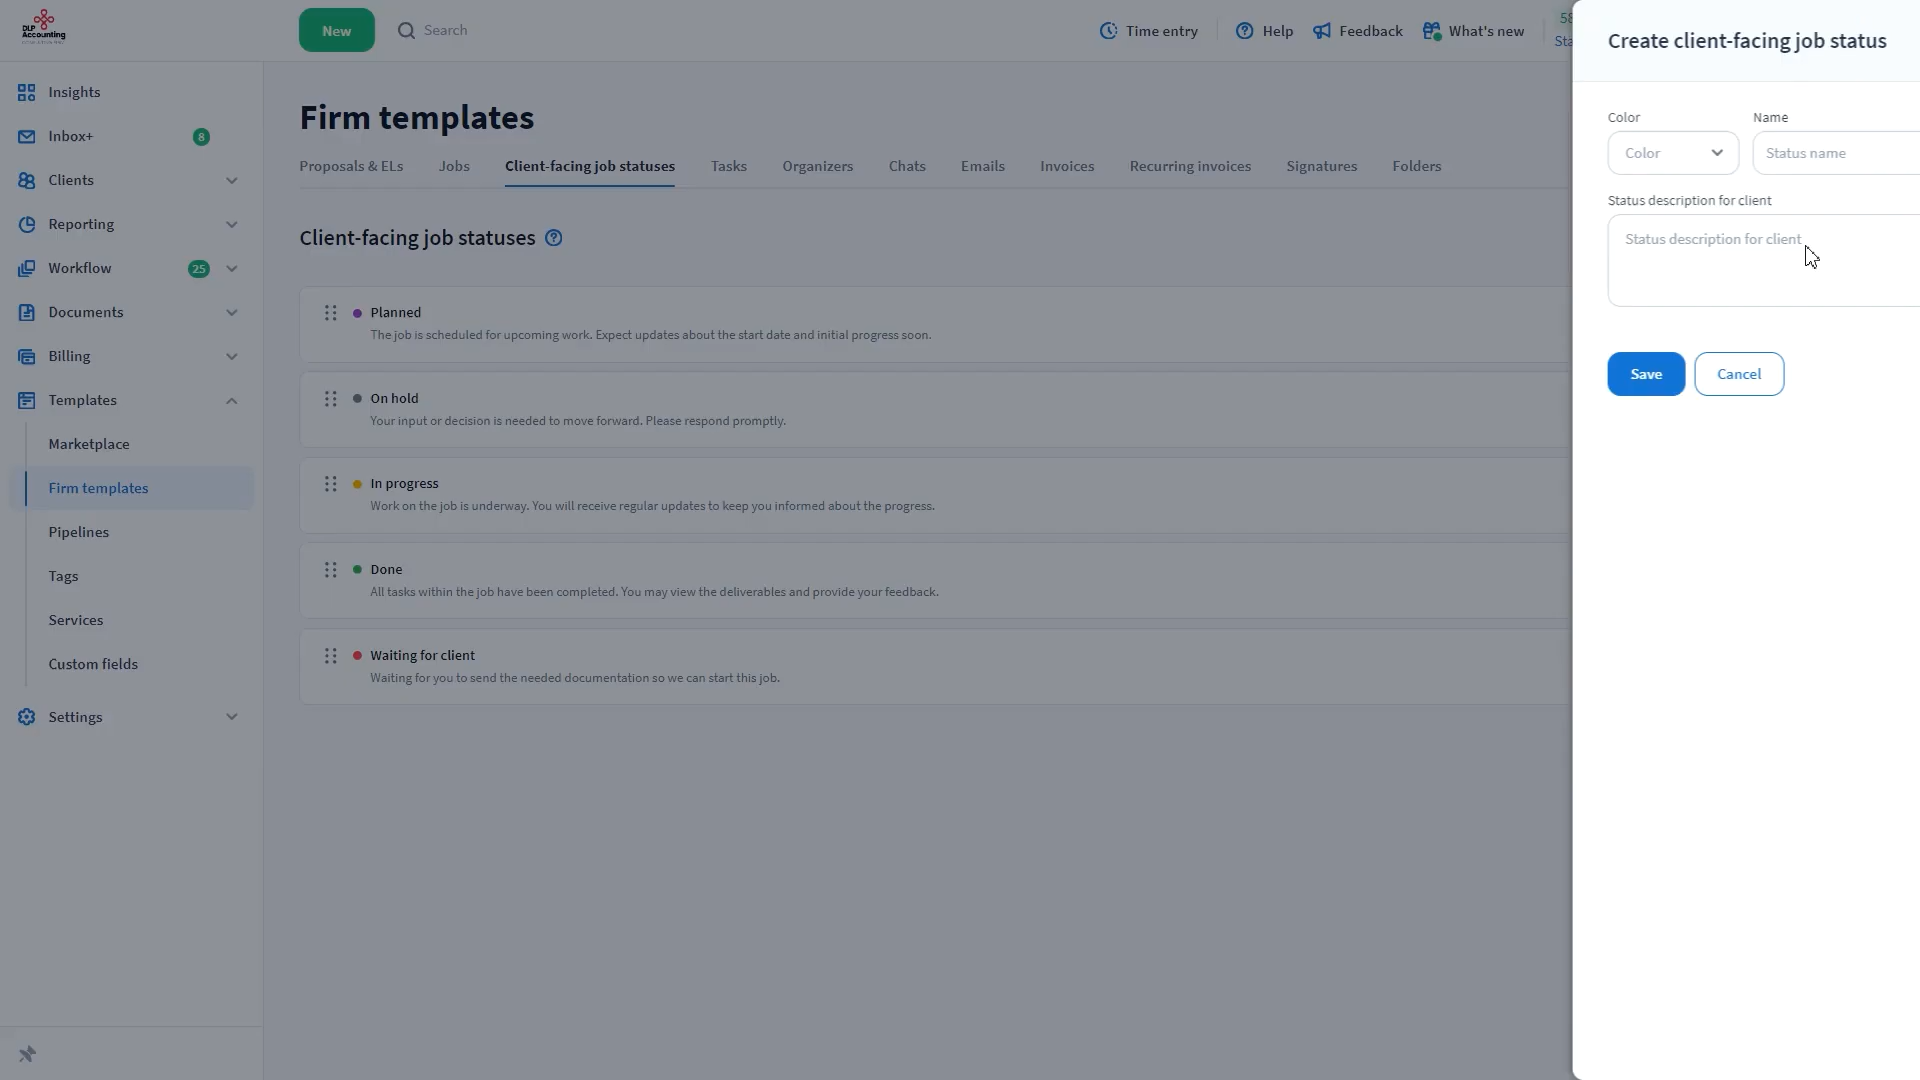 DLP
Accounting
New
Search
Time entry
Help
Feedback
What's new
Create client-facing job status
Insights
Inbox+
8
Clients
Reporting
Workflow
25
Documents
Billing
Templates
Marketplace
Firm templates
Pipelines
Tags
Services
Custom fields
Settings
Firm templates
Proposals & ELs
Jobs
Client-facing job statuses
Tasks
Organizers
Chats
Emails
Invoices
Recurring invoices
Signatures
Folders
Client-facing job statuses
Planned
The job is scheduled for upcoming work. Expect updates about the start date and initial progress soon.
On hold
Your input or decision is needed to move forward. Please respond promptly.
In progress
Work on the job is underway. You will receive regular updates to keep you informed about the progress.
Done
All tasks within the job have been completed. You may view the deliverables and provide your feedback.
Waiting for client
Waiting for you to send the needed documentation so we can start this job.
Color
Name
Color
Status name
Status description for client
Status description for client
Save
Cancel